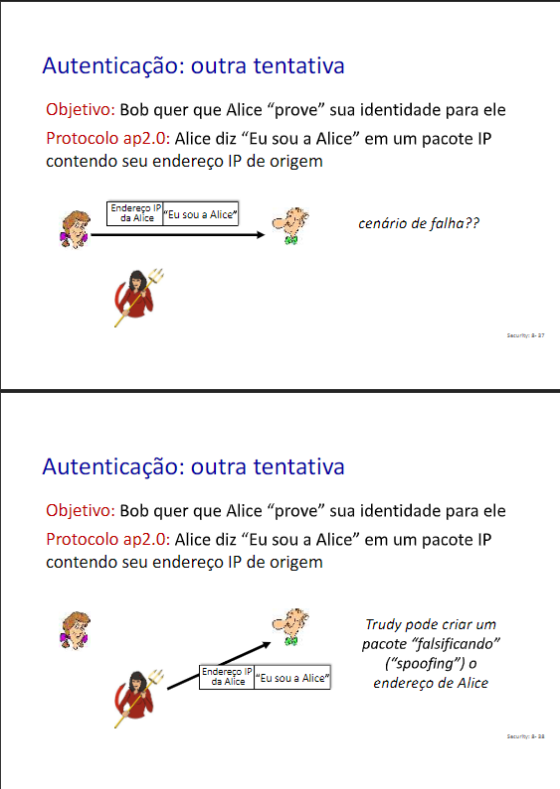 Autenticação: outra tentativa
Objetivo: Bob quer que Alice “prove” sua identidade para ele
Protocolo ap2.0: Alice diz “Eu sou a Alice” em um pacote IP
contendo seu endereço IP de origem
Endereço IP
da Alice
“Eu sou a Alice”
cenário de falha??
Security: 8- 37
Autenticação: outra tentativa
Objetivo: Bob quer que Alice “prove” sua identidade para ele
Protocolo ap2.0: Alice diz “Eu sou a Alice” em um pacote IP
contendo seu endereço IP de origem
Trudy pode criar um
pacote “falsificando”
(“spoofing”) o
endereço de Alice
Endereço IP
da Alice
“Eu sou a Alice”
Security: 8- 38